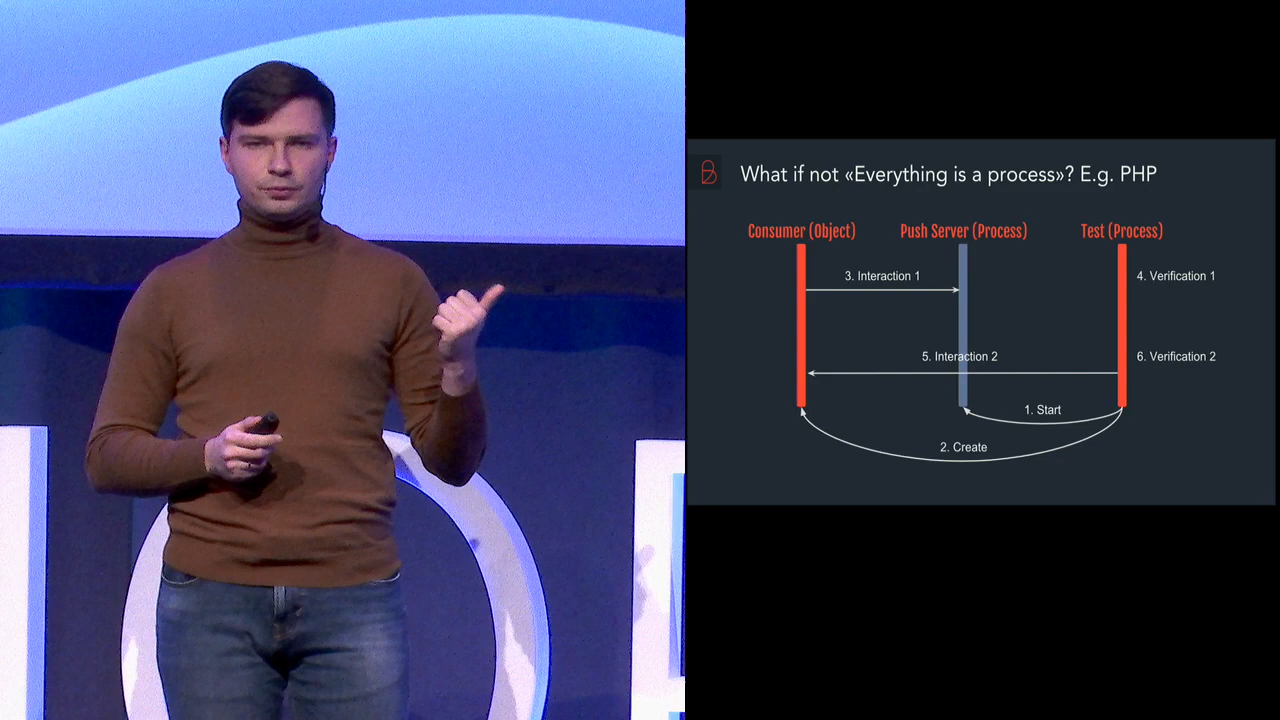 What if not «Everything is a process»? E.g. PHP
Consumer (Object)
Push Server (Process)
Test (Process)
3. Interaction 1
4. Verification 1
5. Interaction 2
6. Verification 2
1. Start
2. Create